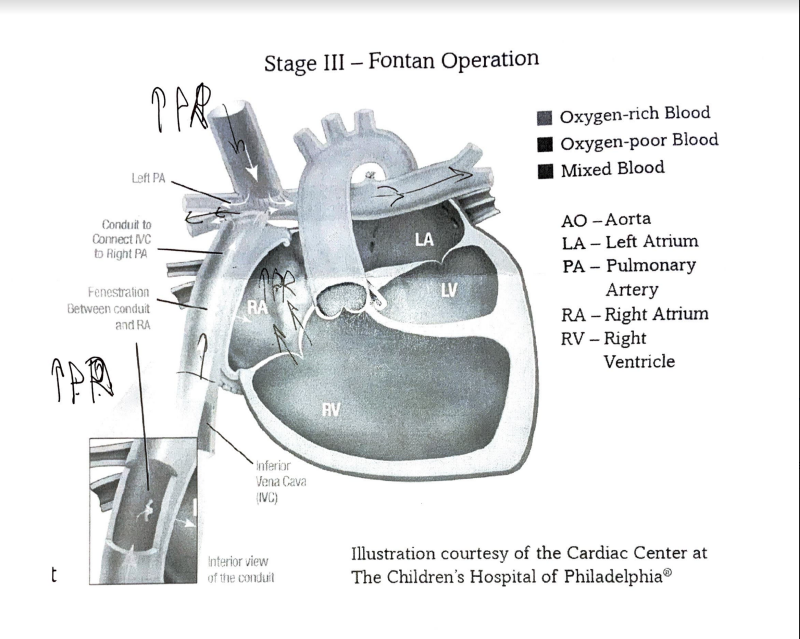 Stage III – Fontan Operation
Oxygen-rich Blood
Oxygen-poor Blood
Mixed Blood
Left PA
Conduit to
Connect IVC
to Right PA
Fenestration
Between conduit
and RA
AO – Aorta
LA – Left Atrium
PA – Pulmonary
Artery
RA – Right Atrium
RV – Right
Ventricle
LA
LV
RA
RV
Inferior
Vena Cava
(IVC)
Interior view
of the conduit
t
Illustration courtesy of the Cardiac Center at
The Children's Hospital of Philadelphia®